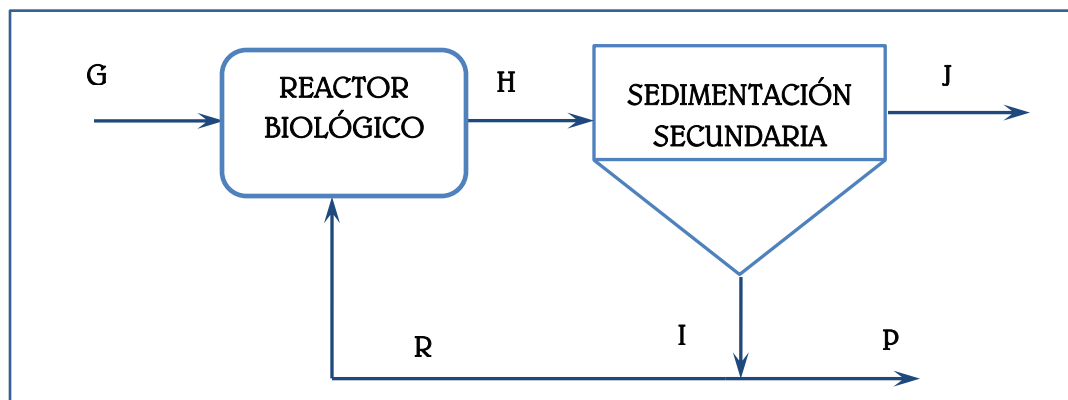 G
REACTOR
BIOLÓGICO
H
SEDIMENTACIÓN
SECUNDARIA
J
R
I
P